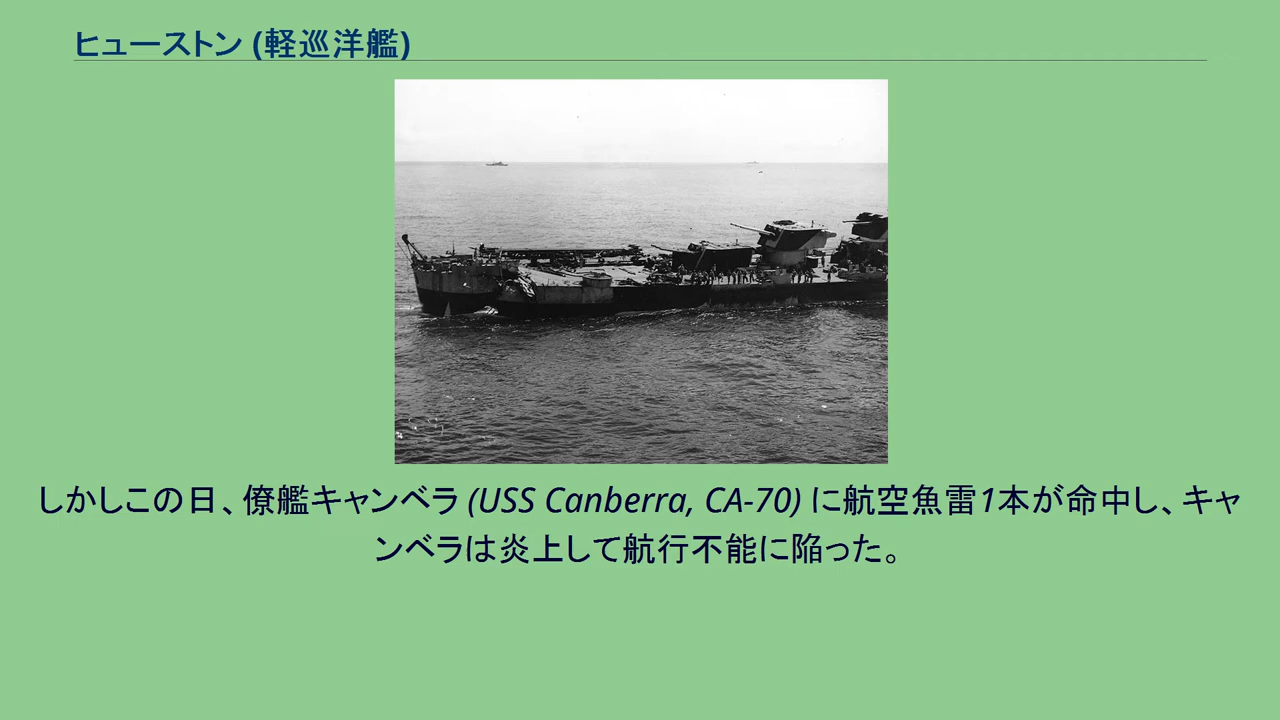 ヒューストン (軽巡洋艦)
しかしこの日、僚艦キャンベラ (USS Canberra, CA-70) に航空魚雷1本が命中し、キャ
ンベラは炎上して航行不能に陥った。